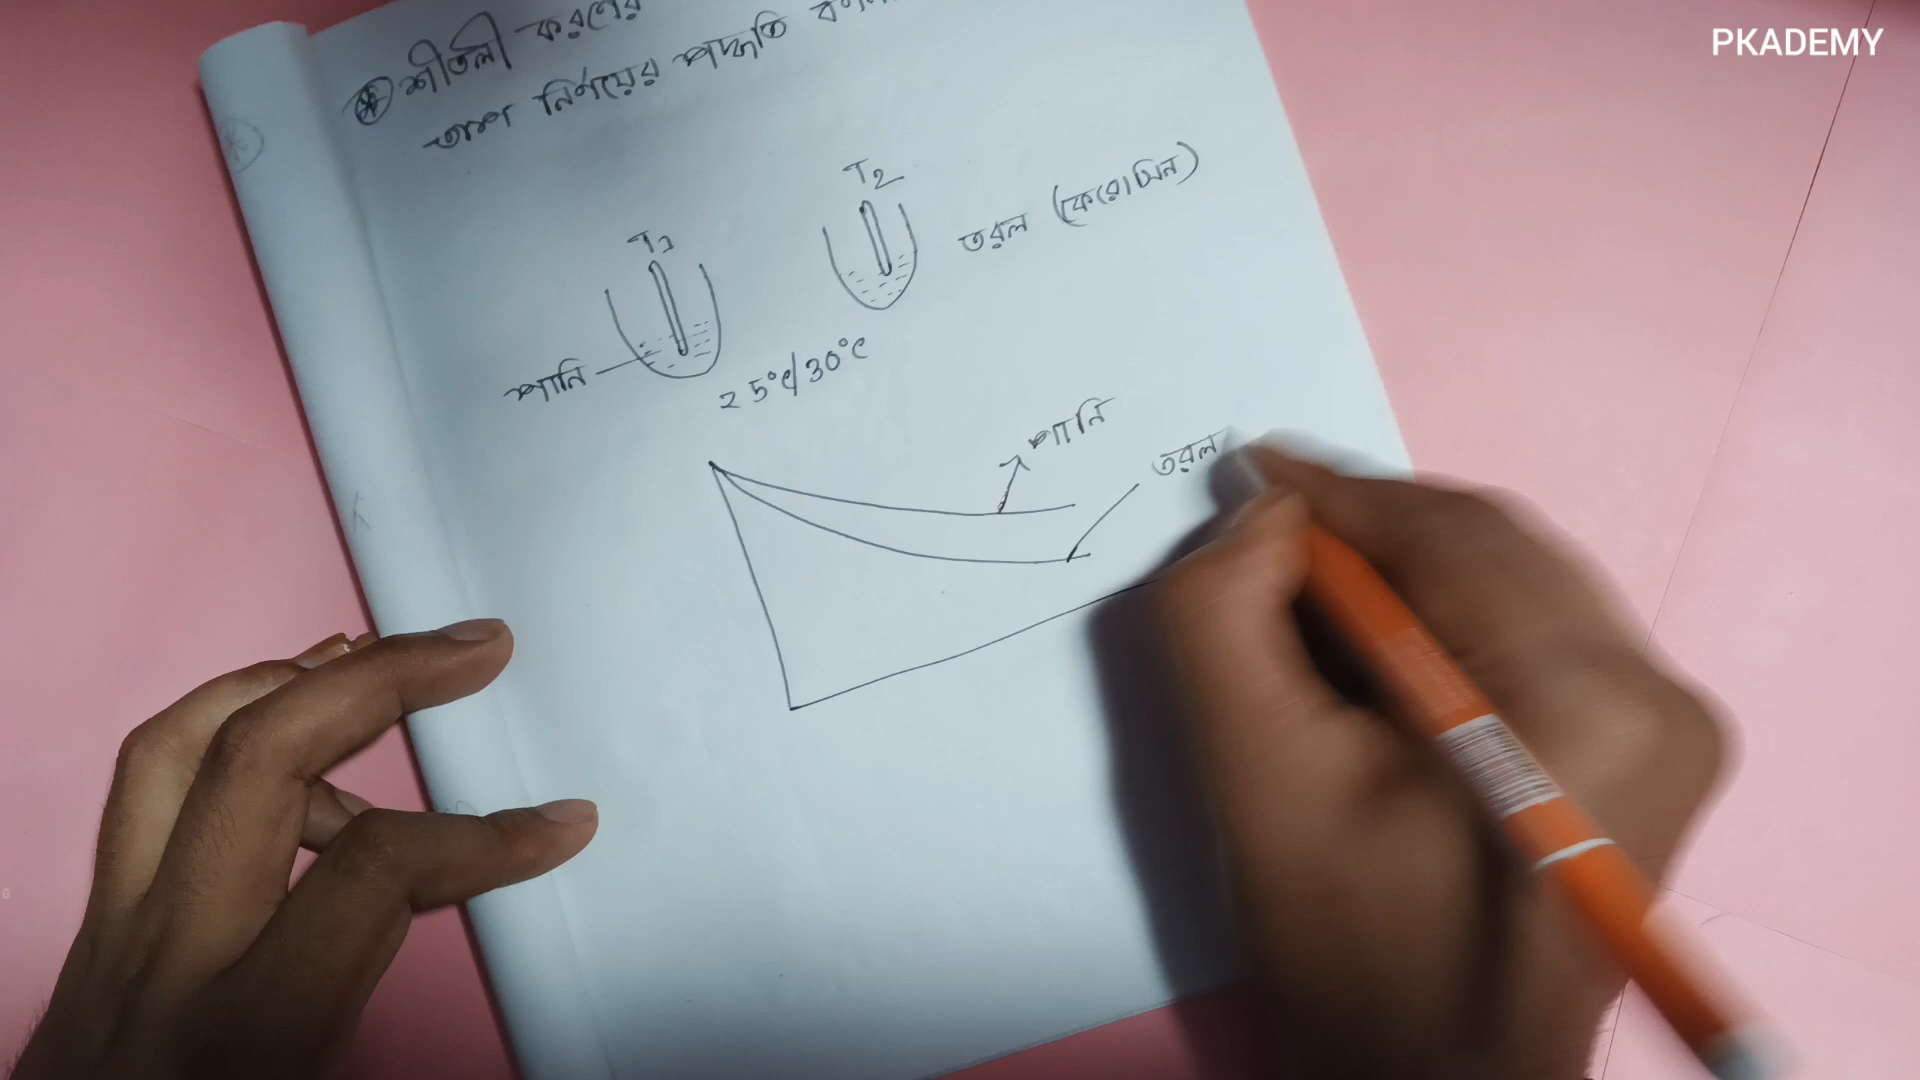 PKADEMY
শীতলী করণের
তাপ নির্ণয়ের পদ্ধতি
T2
তরল (কেরোসিন)
T1
পানি
25°C/30°C
পানি
তরল